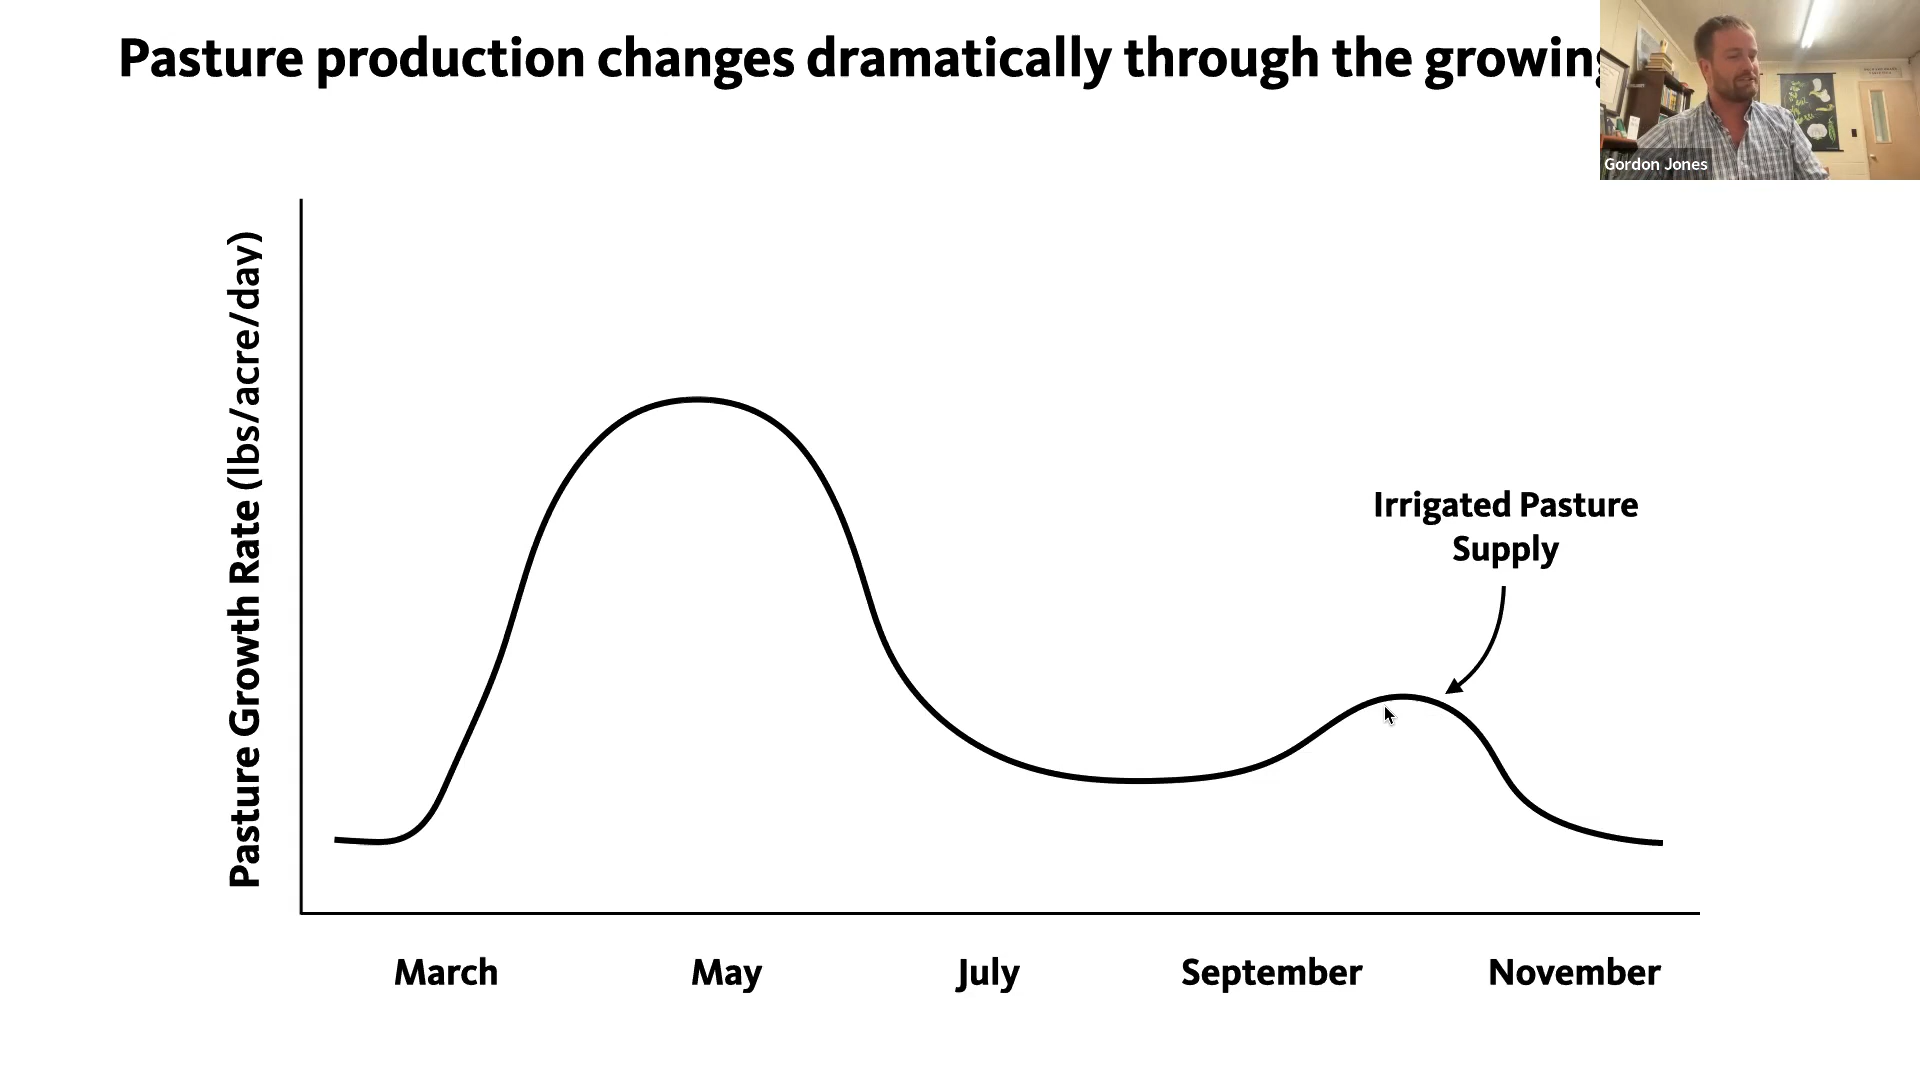 Pasture production changes dramatically through the growing
Gordon Jones
Pasture Growth Rate (lbs/acre/day)
Irrigated Pasture
Supply
March
May
July
September
November